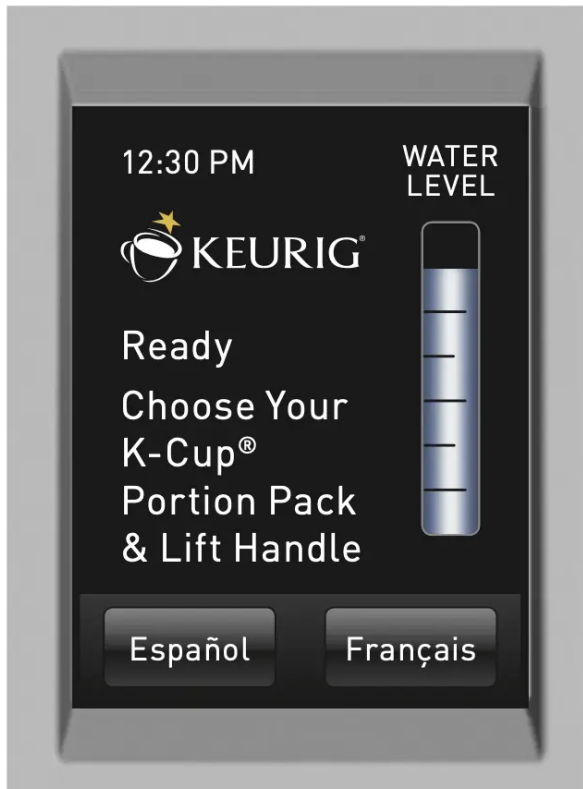 12:30 PM
WATER
LEVEL
KEURIG®
Ready
Choose Your
K-Cup®
Portion Pack
& Lift Handle
Español
Français